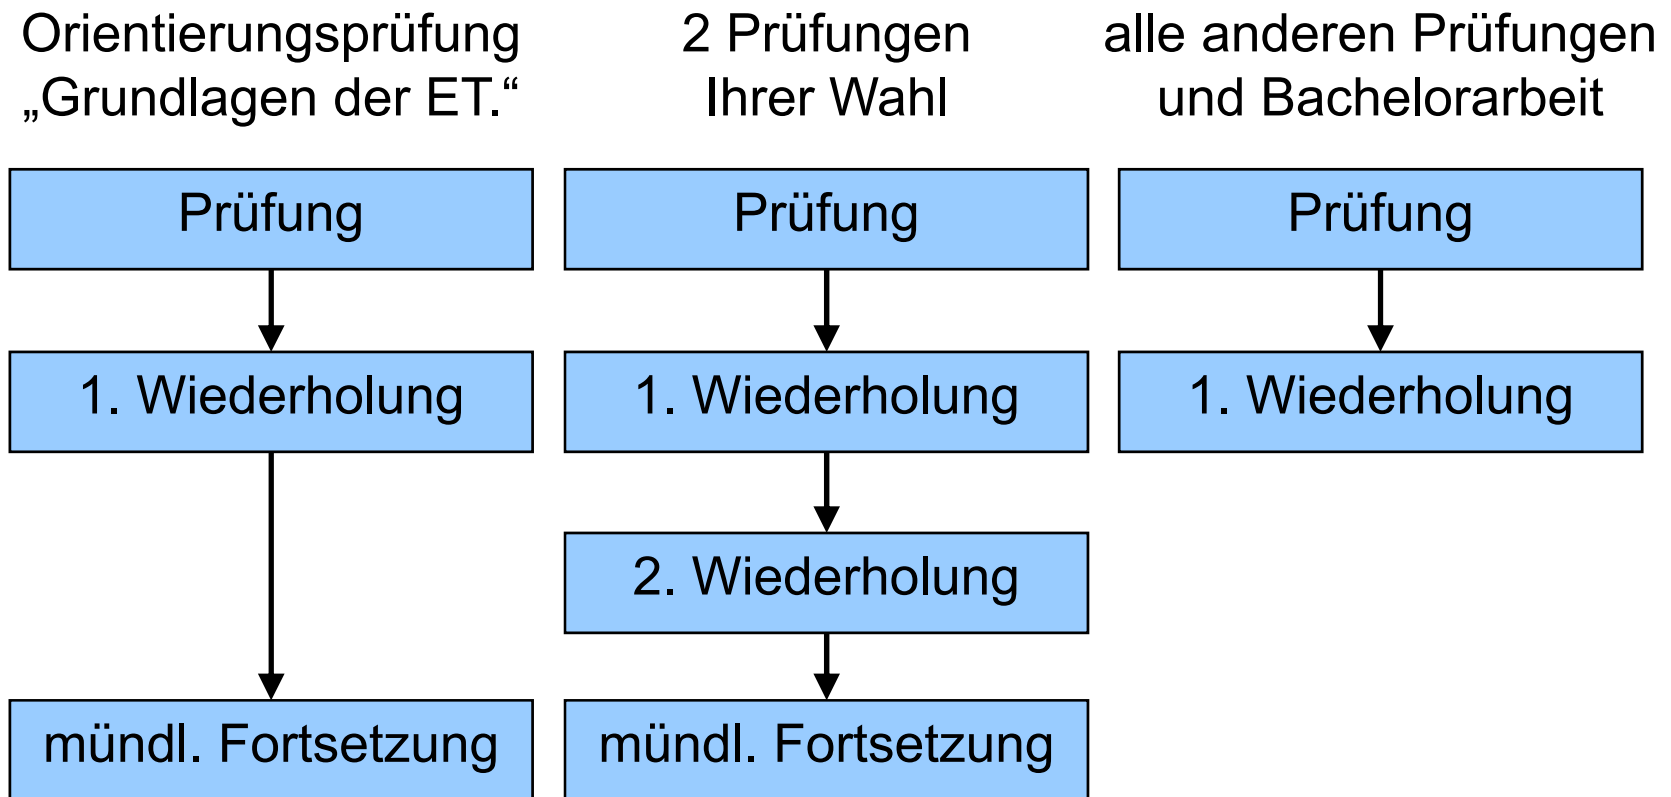 Orientierungsprüfung
„Grundlagen der ET.“
2 Prüfungen
Ihrer Wahl
alle anderen Prüfungen
und Bachelorarbeit
Prüfung
Prüfung
Prüfung
1. Wiederholung
1. Wiederholung
1. Wiederholung
2. Wiederholung
mündl. Fortsetzung
mündl. Fortsetzung